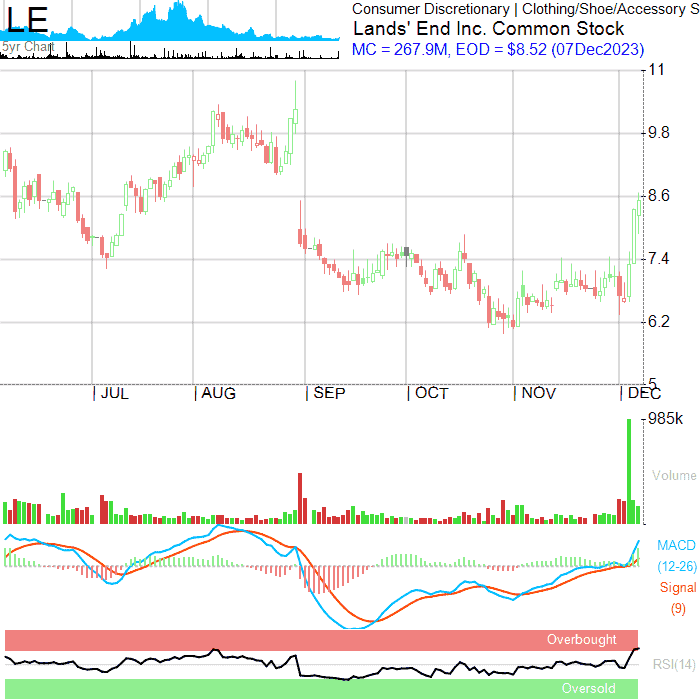 LE
5yr Chart
Consumer Discretionary | Clothing/Shoe/Accessory S
Lands' End Inc. Common Stock
MC = 267.9M, EOD = $8.52 (07Dec2023)
11
9.8
8.6
7.4
6.2
5
| JUL | AUG | SEP | OCT | NOV | DEC
985k
Volume
MACD
(12-26)
Signal
(9)
Overbought
RSI(14)
Oversold